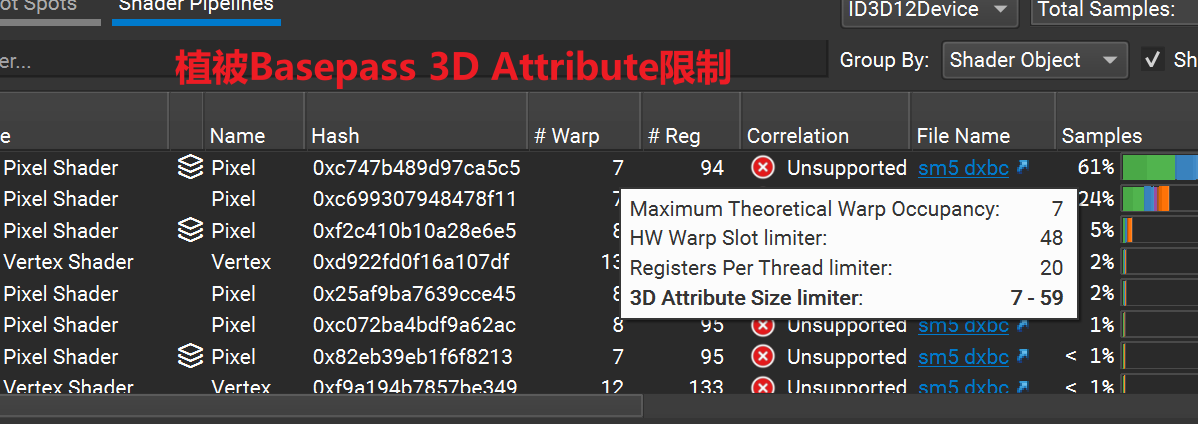 ot Spots Shader Pipelines ID3D12Device Total Samples:
植被Basepass 3D Attribute限制
er... Group By: Shader Object Sh
e Name Hash # Warp # Reg Correlation File Name Samples
Pixel Shader Pixel 0xc747b489d97ca5c5 7 94 Unsupported sm5 dxbc 61%
Pixel Shader Pixel 0xc699307948478f11 24%
Pixel Shader Pixel 0xf2c410b10a28e6e5 8 5%
Vertex Shader Vertex 0xd922fd0f16a107df 13 2%
Pixel Shader Pixel 0x25af9ba7639cce45 8 2%
Maximum Theoretical Warp Occupancy: 7
HW Warp Slot limiter: 48
Registers Per Thread limiter: 20
3D Attribute Size limiter: 7 - 59
Pixel Shader Pixel 0xc072ba4bdf9a62ac 8 95 Unsupported sm5 dxbc 1%
Pixel Shader Pixel 0x82eb39eb1f6f8213 7 95 Unsupported sm5 dxbc < 1%
Vertex Shader Vertex 0xf9a194b7857be349 12 133 Unsupported sm5 dxbc < 1%